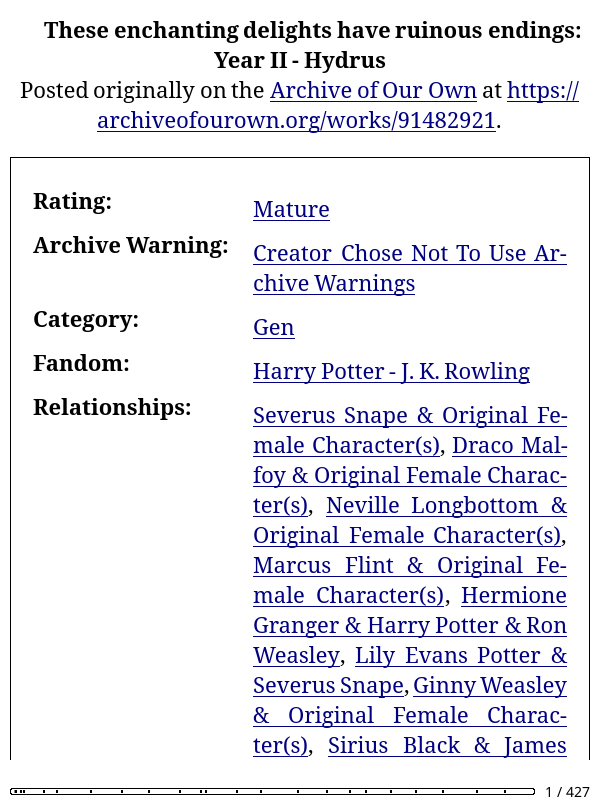 These enchanting delights have ruinous endings:
Year II - Hydrus
Posted originally on the Archive of Our Own at https://
archiveofourown.org/works/91482921.
Rating:
Mature
Archive Warning:
Creator Chose Not To Use Ar-
chive Warnings
Category:
Gen
Fandom:
Harry Potter - J. K. Rowling
Relationships:
Severus Snape & Original Fe-
male Character(s), Draco Mal-
foy & Original Female Charac-
ter(s), Neville Longbottom &
Original Female Character(s),
Marcus Flint & Original Fe-
male Character(s), Hermione
Granger & Harry Potter & Ron
Weasley, Lily Evans Potter &
Severus Snape, Ginny Weasley
& Original Female Charac-
ter(s), Sirius Black & James
1 / 427